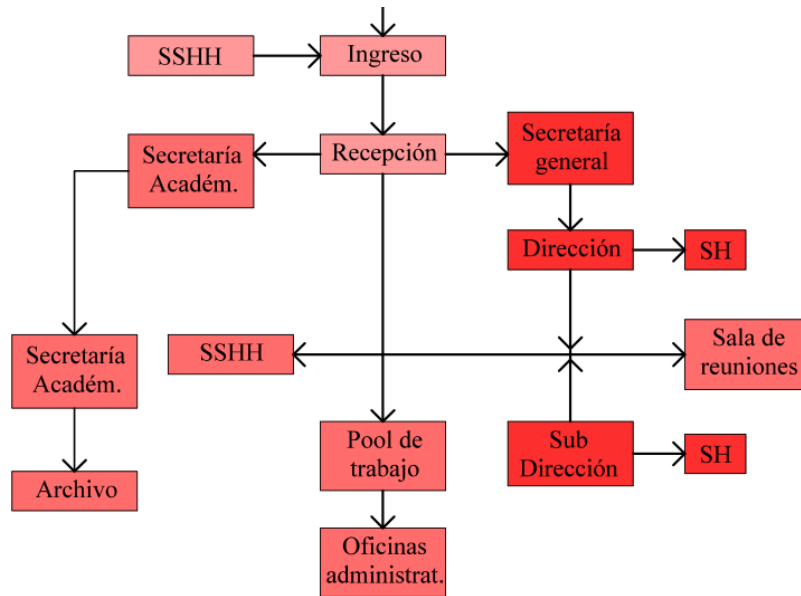 SSHH
Ingreso
Secretaría
Académ.
Recepción
Secretaría
general
Dirección
SH
Secretaría
Académ.
SSHH
Sala de
reuniones
Pool de
trabajo
Sub
Dirección
SH
Archivo
Oficinas
administrat.